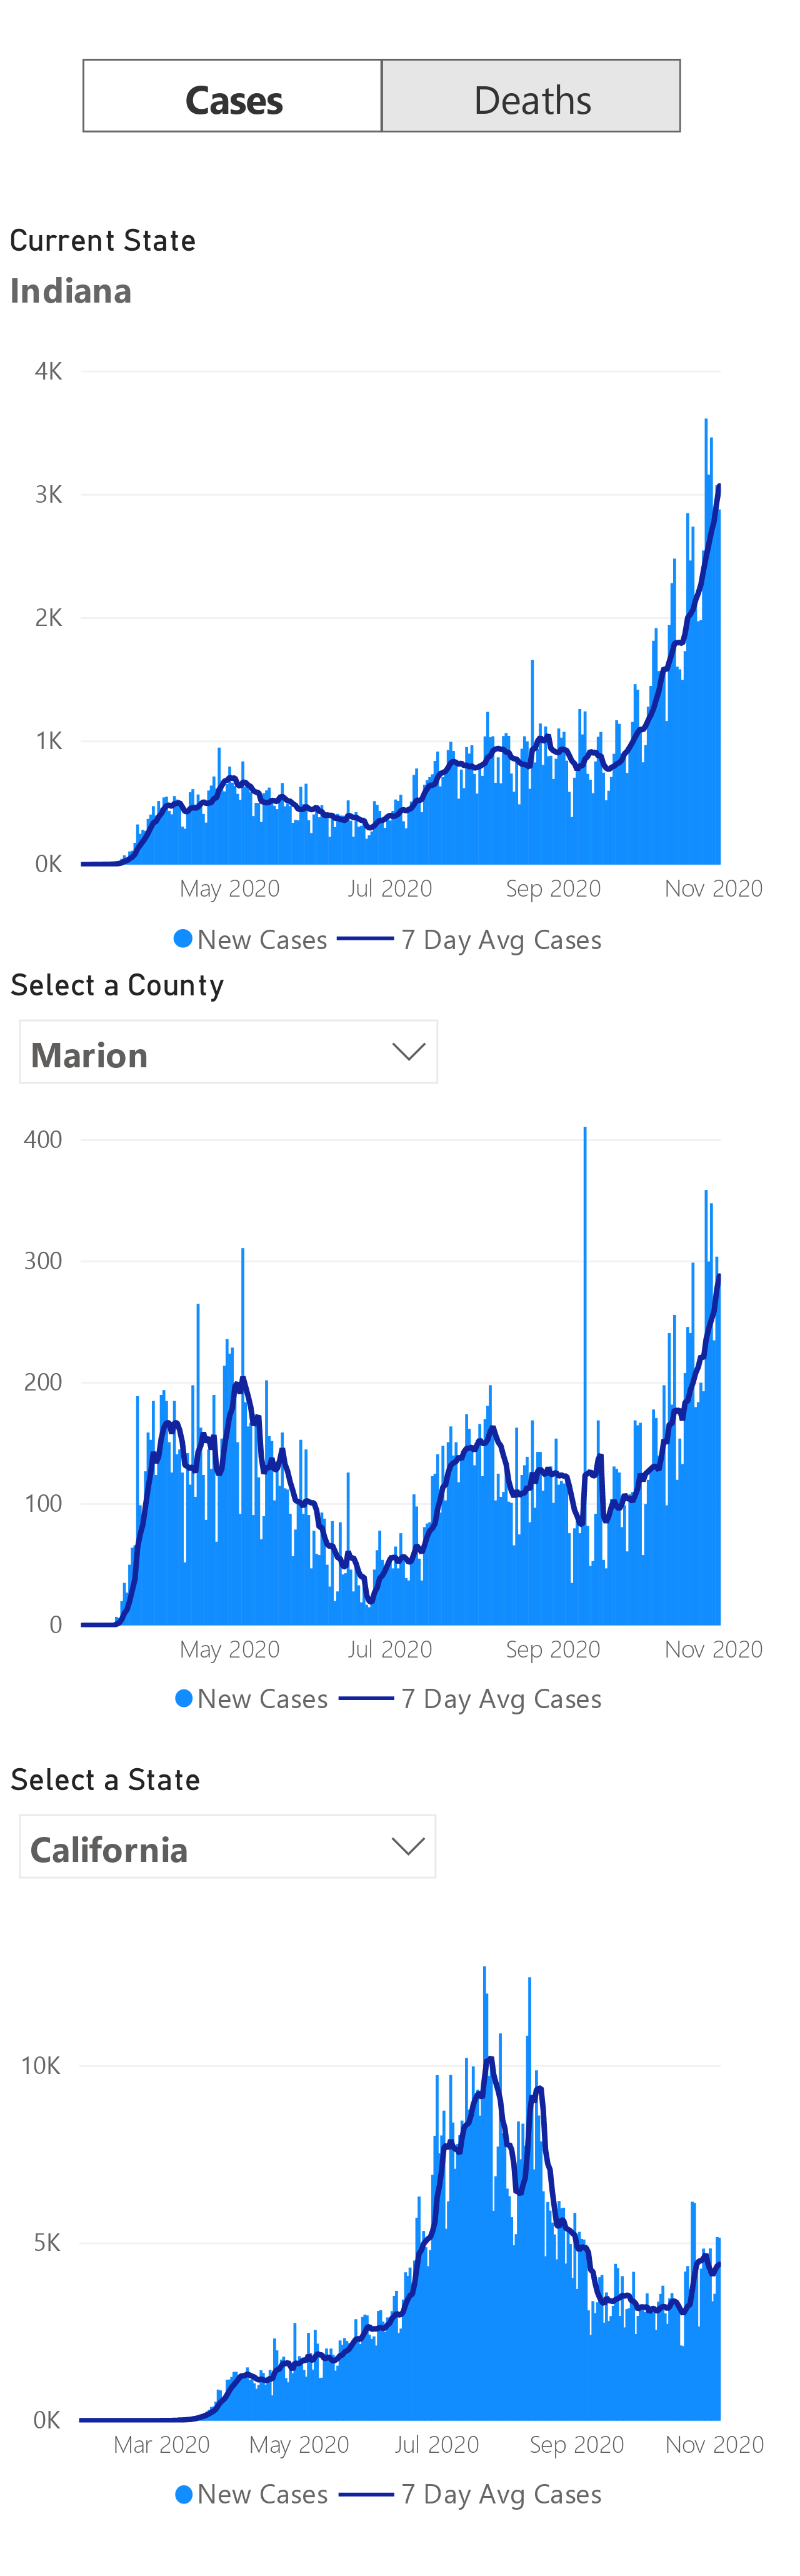 Cases Deaths
Current State
Indiana
4K
3K
2K
1K
0K
May 2020 Jul 2020 Sep 2020 Nov 2020
New Cases 7 Day Avg Cases
Select a County
Marion
400
300
200
100
0
May 2020 Jul 2020 Sep 2020 Nov 2020
New Cases 7 Day Avg Cases
Select a State
California
10K
5K
0K
Mar 2020 May 2020 Jul 2020 Sep 2020 Nov 2020
New Cases 7 Day Avg Cases